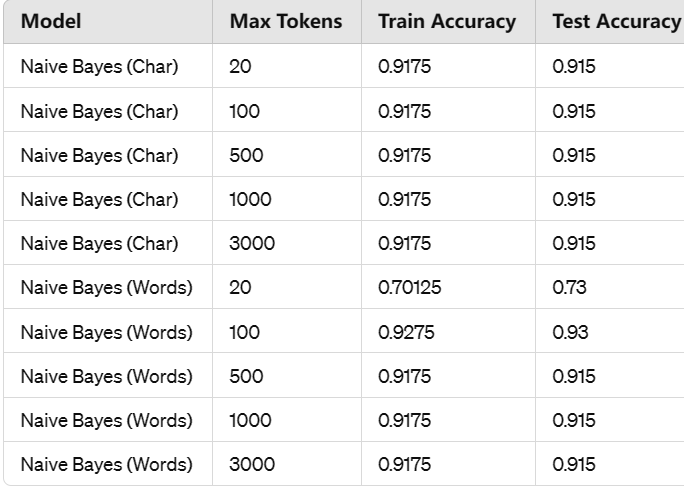 Model Max Tokens Train Accuracy Test Accuracy
Naive Bayes (Char) 20 0.9175 0.915
Naive Bayes (Char) 100 0.9175 0.915
Naive Bayes (Char) 500 0.9175 0.915
Naive Bayes (Char) 1000 0.9175 0.915
Naive Bayes (Char) 3000 0.9175 0.915
Naive Bayes (Words) 20 0.70125 0.73
Naive Bayes (Words) 100 0.9275 0.93
Naive Bayes (Words) 500 0.9175 0.915
Naive Bayes (Words) 1000 0.9175 0.915
Naive Bayes (Words) 3000 0.9175 0.915